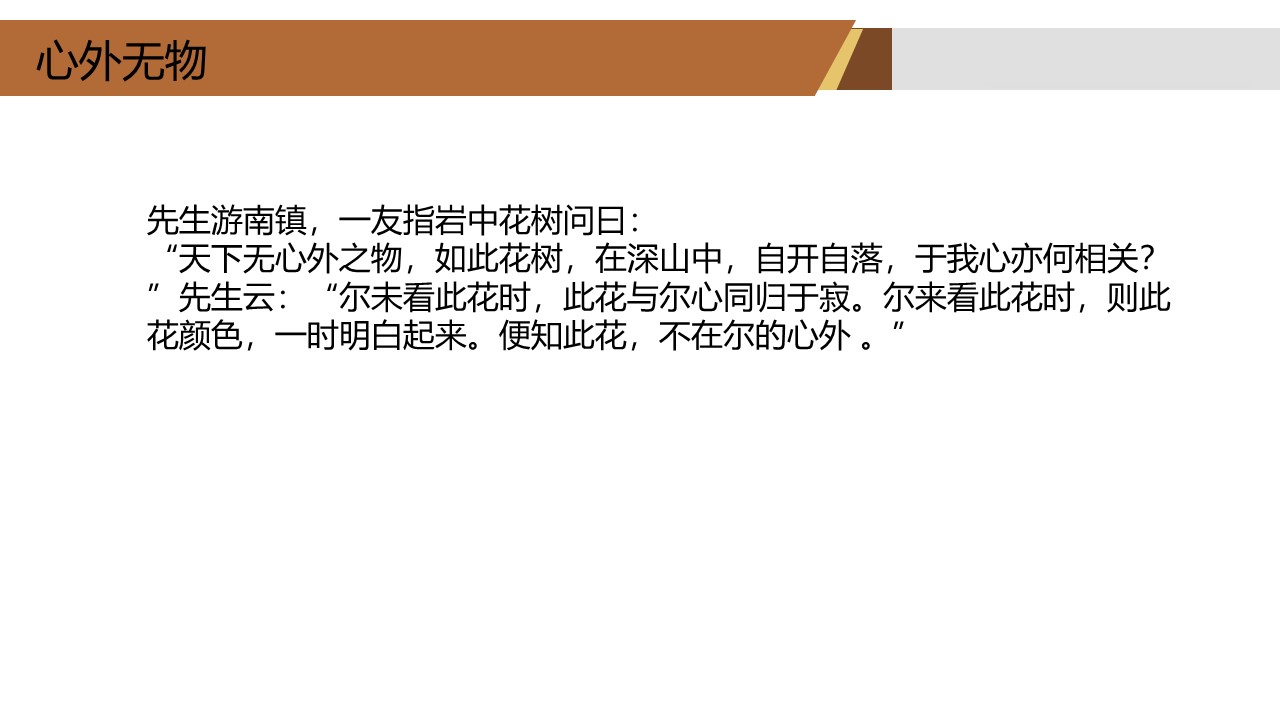 心外无物
先生游南镇，一友指岩中花树问曰：
“天下无心外之物，如此花树，在深山中，自开自落，于我心亦何相关？
”先生云：“尔未看此花时，此花与尔心同归于寂。尔来看此花时，则此
花颜色，一时明白起来。便知此花，不在尔的心外 。”